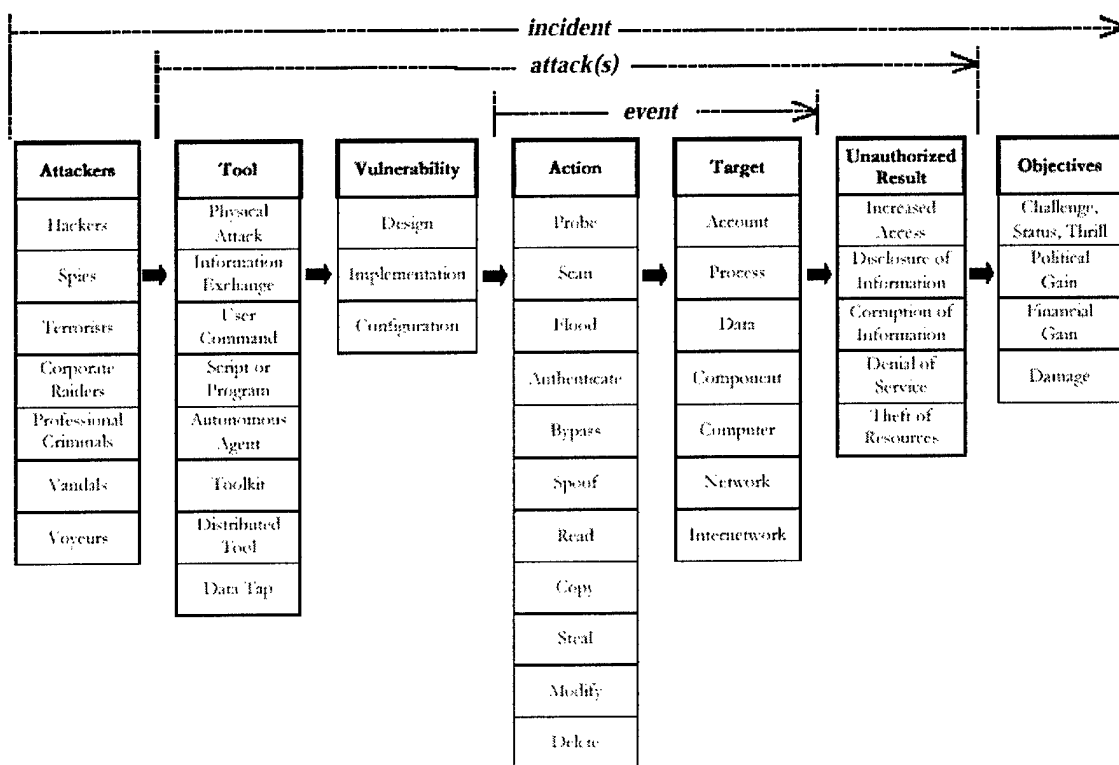 incident
attack(s)
event
Attackers
Hackers
Spies
Terrorists
Corporate
Raiders
Professional
Criminals
Vandals
Voyeurs
Tool
Physical
Attack
Information
Exchange
User
Command
Script or
Program
Autonomous
Agent
Toolkit
Distributed
Tool
Data Tap
Vulnerability
Design
Implementation
Configuration
Action
Probe
Scan
Flood
Authenticate
Bypass
Spoof
Read
Copy
Steal
Modify
Delete
Target
Account
Process
Data
Component
Computer
Network
Internetwork
Unauthorized
Result
Increased
Access
Disclosure of
Information
Corruption of
Information
Denial of
Service
Theft of
Resources
Objectives
Challenge,
Status, Thrill
Political
Gain
Financial
Gain
Damage